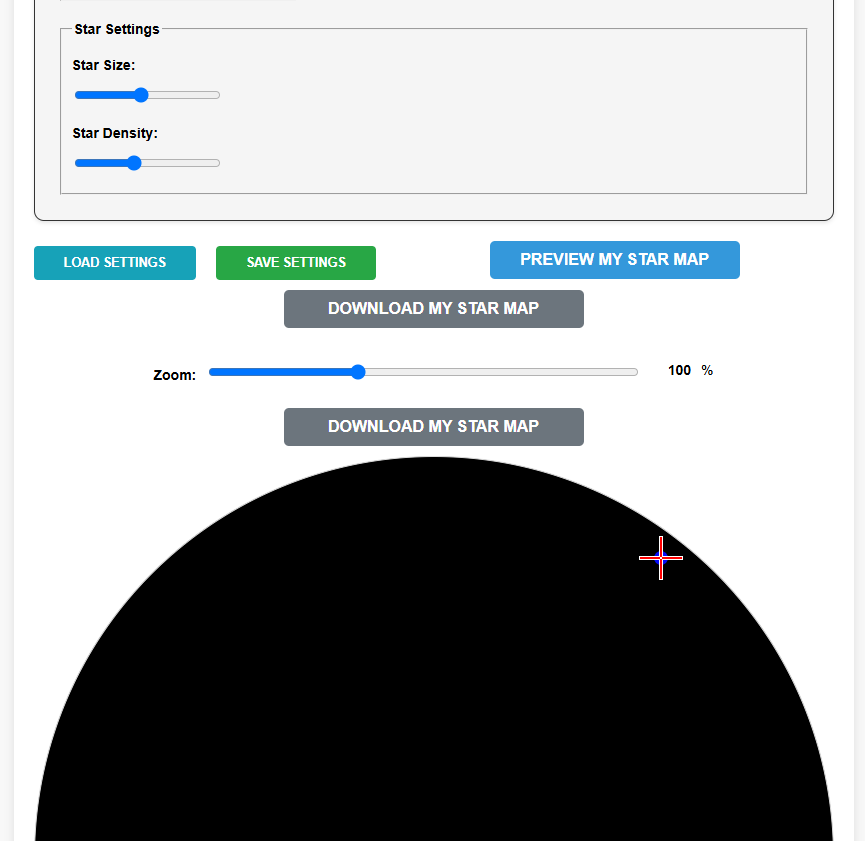 Star Settings
Star Size:
Star Density:
LOAD SETTINGS
SAVE SETTINGS
PREVIEW MY STAR MAP
DOWNLOAD MY STAR MAP
Zoom:
100 %
DOWNLOAD MY STAR MAP